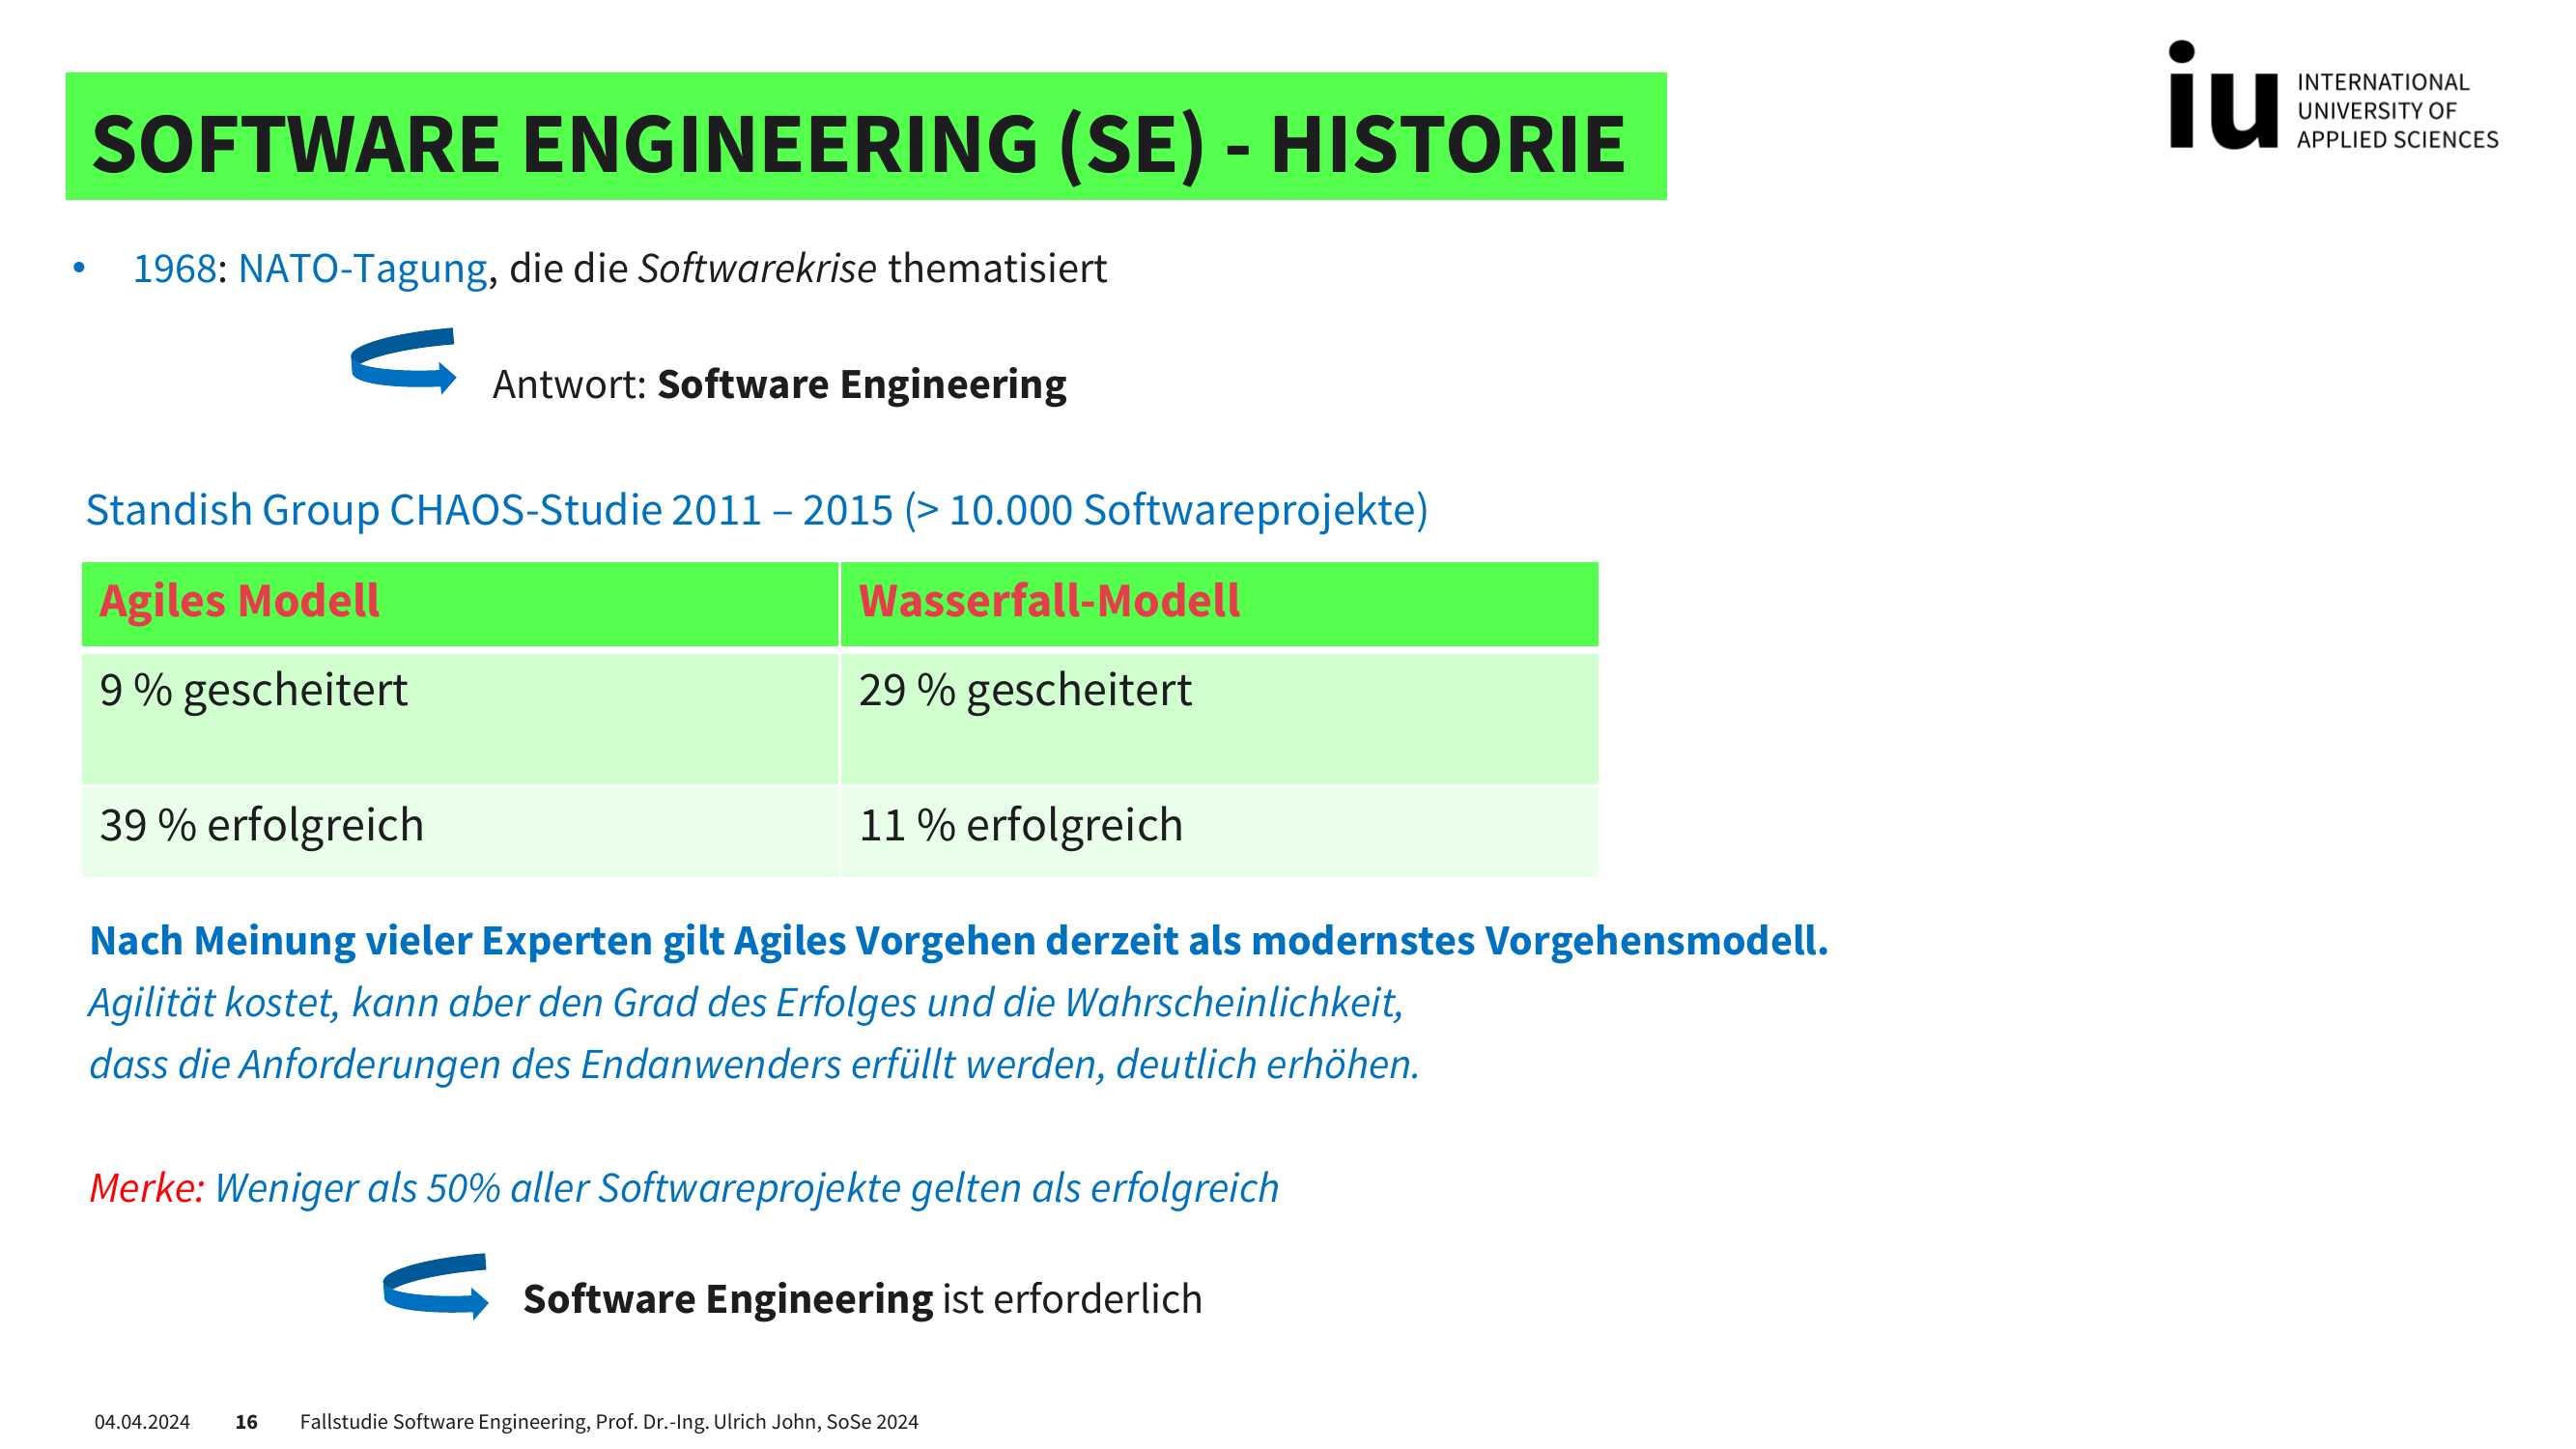 SOFTWARE ENGINEERING (SE) - HISTORIE
iu INTERNATIONAL
UNIVERSITY OF
APPLIED SCIENCES
• 1968: NATO-Tagung, die die Softwarekrise thematisiert
Antwort: Software Engineering
Standish Group CHAOS-Studie 2011 – 2015 (> 10.000 Softwareprojekte)
Agiles Modell Wasserfall-Modell
9 % gescheitert 29 % gescheitert
39 % erfolgreich 11 % erfolgreich
Nach Meinung vieler Experten gilt Agiles Vorgehen derzeit als modernstes Vorgehensmodell.
Agilität kostet, kann aber den Grad des Erfolges und die Wahrscheinlichkeit,
dass die Anforderungen des Endanwenders erfüllt werden, deutlich erhöhen.
Merke: Weniger als 50% aller Softwareprojekte gelten als erfolgreich
Software Engineering ist erforderlich
04.04.2024 16 Fallstudie Software Engineering, Prof. Dr.-Ing. Ulrich John, SoSe 2024